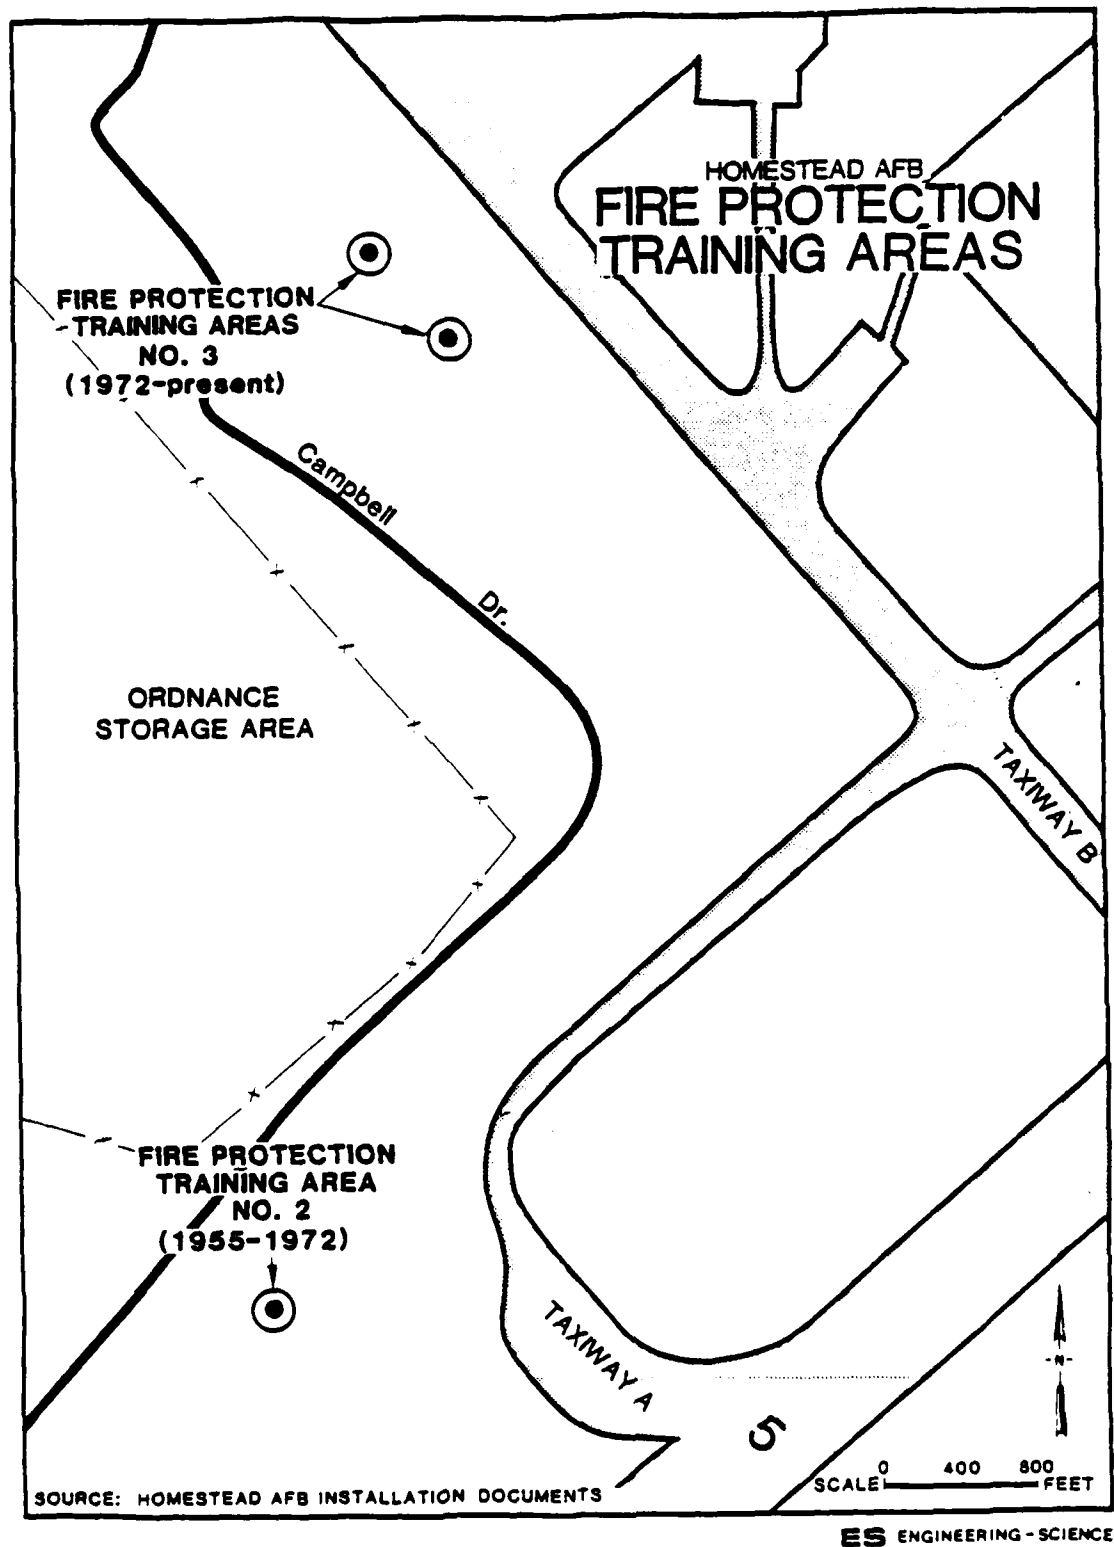 HOMESTEAD AFB
FIRE PROTECTION
TRAINING AREAS
FIRE PROTECTION
TRAINING AREAS
NO. 3
(1972-present)
Campbell
Dr.
ORDNANCE
STORAGE AREA
TAXIWAY B
FIRE PROTECTION
TRAINING AREA
NO. 2
(1955-1972)
TAXIWAY A
5
-N-
0 400 800
SCALE FEET
SOURCE: HOMESTEAD AFB INSTALLATION DOCUMENTS
ES ENGINEERING-SCIENCE